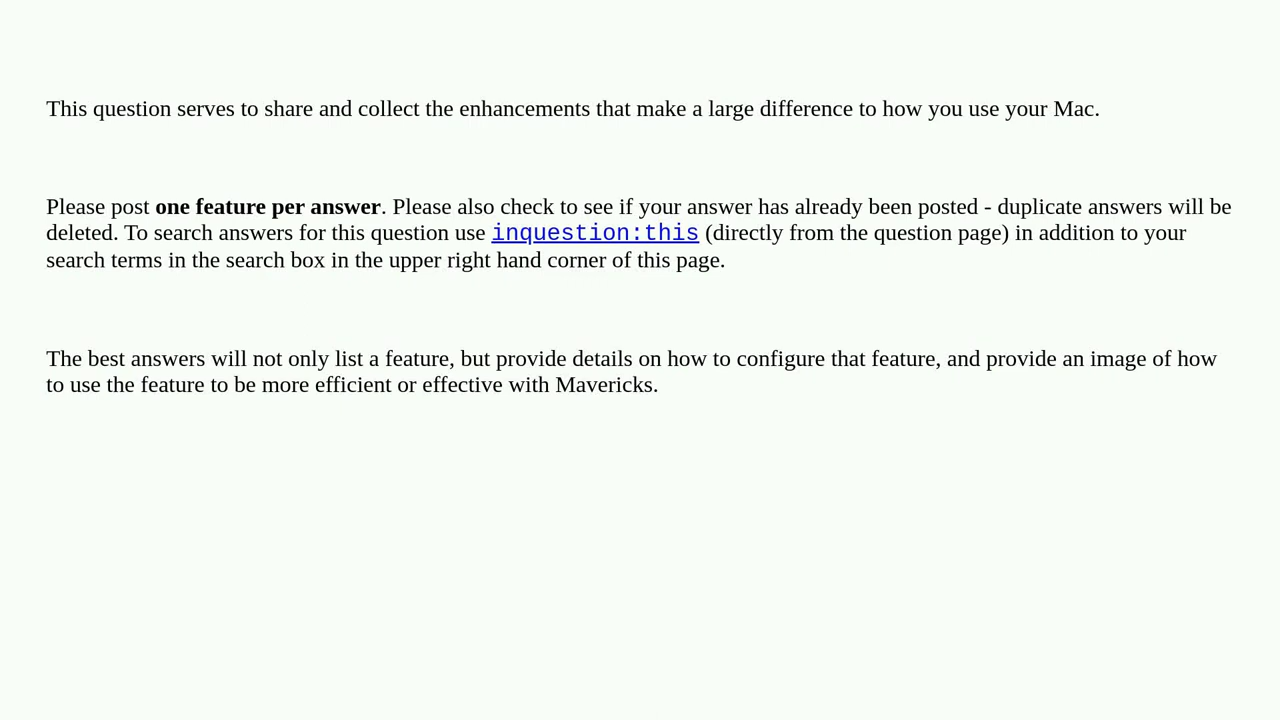 This question serves to share and collect the enhancements that make a large difference to how you use your Mac.
Please post one feature per answer. Please also check to see if your answer has already been posted - duplicate answers will be
deleted. To search answers for this question use inquestion:this (directly from the question page) in addition to your
search terms in the search box in the upper right hand corner of this page.
The best answers will not only list a feature, but provide details on how to configure that feature, and provide an image of how
to use the feature to be more efficient or effective with Mavericks.